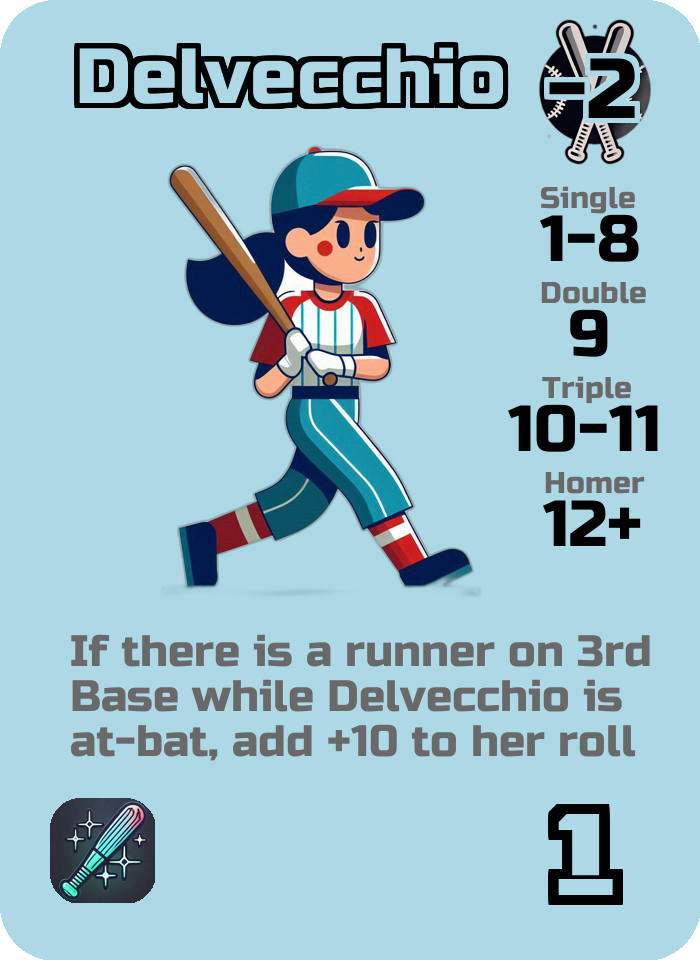 Delvecchio
-2
Single
1-8
Double
9
Triple
10-11
Homer
12+
If there is a runner on 3rd
Base while Delvecchio is
at-bat, add +10 to her roll
1